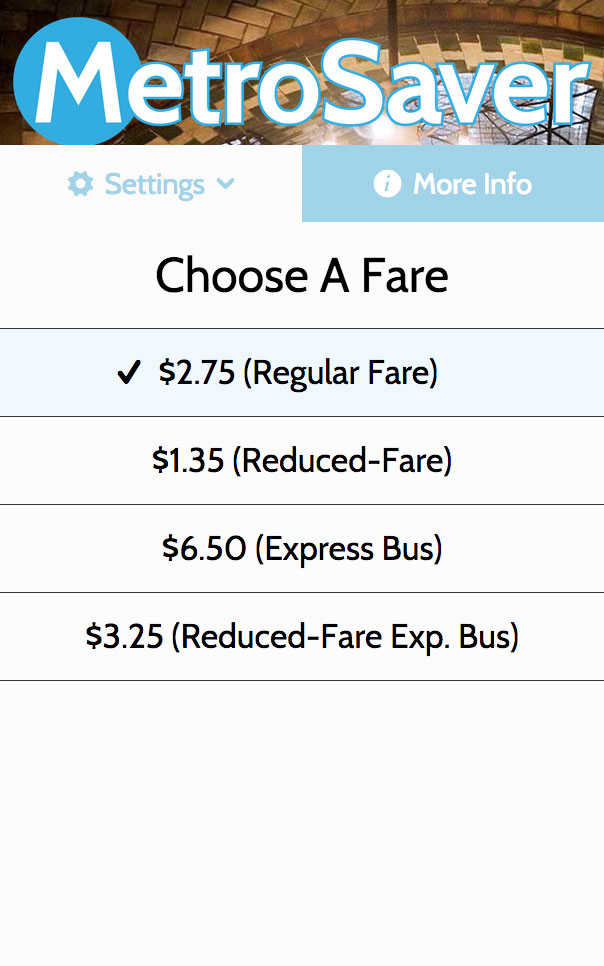 MetroSaver
Settings
More Info
Choose A Fare
✔ $2.75 (Regular Fare)
$1.35 (Reduced-Fare)
$6.50 (Express Bus)
$3.25 (Reduced-Fare Exp. Bus)